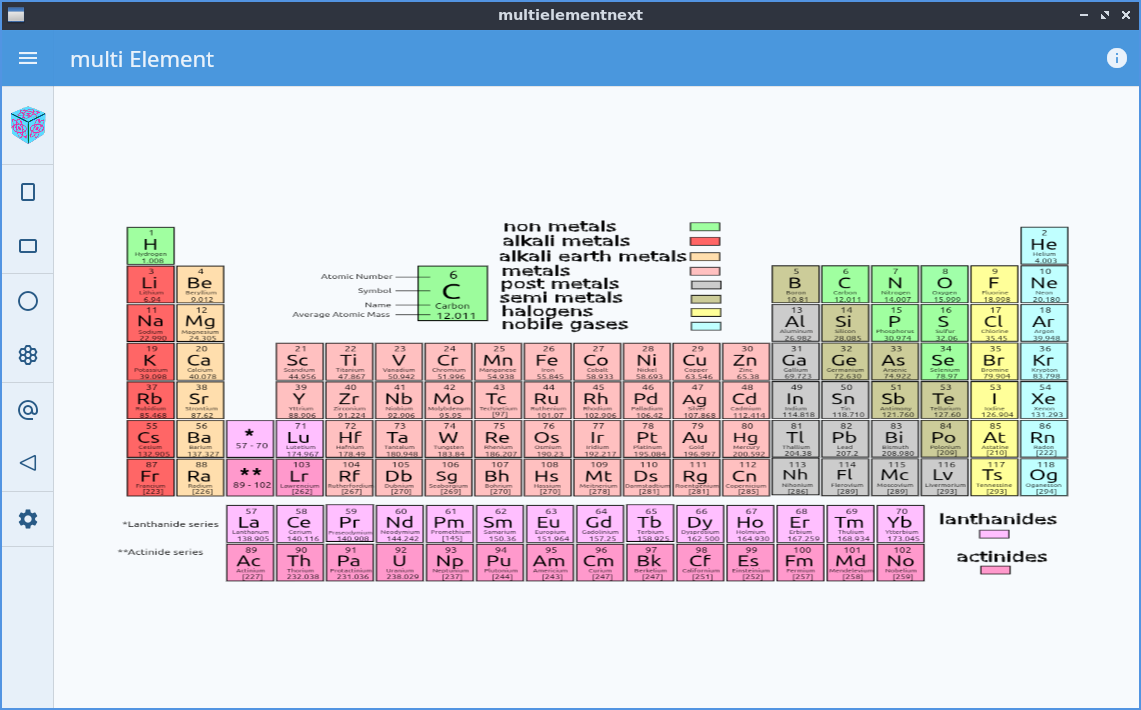 multielementnext
multi Element
non metals
alkali metals
alkali earth metals
metals
post metals
semi metals
halogens
nobile gases
Atomic Number
Symbol
Name
Average Atomic Mass
6
C
Carbon
12.011
1 2
H He
Hydrogen Helium
1.008 4.003
3 4 5 6 7 8 9 10
Li Be B C N O F Ne
Lithium Beryllium Boron Carbon Nitrogen Oxygen Fluorine Neon
6.94 9.012 10.81 12.011 14.007 15.999 18.998 20.180
11 12 13 14 15 16 17 18
Na Mg Al Si P S Cl Ar
Sodium Magnesium Aluminum Silicon Phosphorus Sulfur Chlorine Argon
22.990 24.305 26.982 28.085 30.974 32.06 35.45 39.948
19 20 21 22 23 24 25 26 27 28 29 30 31 32 33 34 35 36
K Ca Sc Ti V Cr Mn Fe Co Ni Cu Zn Ga Ge As Se Br Kr
Potassium Calcium Scandium Titanium Vanadium Chromium Manganese Iron Cobalt Nickel Copper Zinc Gallium Germanium Arsenic Selenium Bromine Krypton
39.098 40.078 44.956 47.867 50.942 51.996 54.938 55.845 58.933 58.693 63.546 65.38 69.723 72.630 74.922 78.97 79.904 83.798
37 38 39 40 41 42 43 44 45 46 47 48 49 50 51 52 53 54
Rb Sr Y Zr Nb Mo Tc Ru Rh Pd Ag Cd In Sn Sb Te I Xe
Rubidium Strontium Yttrium Zirconium Niobium Molybdenum Technetium Ruthenium Rhodium Palladium Silver Cadmium Indium Tin Antimony Tellurium Iodine Xenon
85.468 87.62 88.906 91.224 92.906 95.95 [97] 101.07 102.906 106.42 107.868 112.414 114.818 118.710 121.760 127.60 126.904 131.293
55 56 * 71 72 73 74 75 76 77 78 79 80 81 82 83 84 85 86
Cs Ba 57 - 70 Lu Hf Ta W Re Os Ir Pt Au Hg Tl Pb Bi Po At Rn
Cesium Barium Lutetium Hafnium Tantalum Tungsten Rhenium Osmium Iridium Platinum Gold Mercury Thallium Lead Bismuth Polonium Astatine Radon
132.905 137.327 174.967 178.49 180.948 183.84 186.207 190.23 192.217 195.084 196.997 200.592 204.38 207.2 208.980 [209] [210] [222]
87 88 ** 103 104 105 106 107 108 109 110 111 112 113 114 115 116 117 118
Fr Ra 89 - 102 Lr Rf Db Sg Bh Hs Mt Ds Rg Cn Nh Fl Mc Lv Ts Og
Francium Radium Lawrencium Rutherfordium Dubnium Seaborgium Bohrium Hassium Meitnerium Darmstadtium Roentgenium Copernicium Nihonium Flerovium Moscovium Livermorium Tennessine Oganesson
[223] [226] [262] [267] [270] [269] [270] [270] [278] [281] [281] [285] [286] [289] [289] [293] [293] [294]
*Lanthanide series
57 58 59 60 61 62 63 64 65 66 67 68 69 70
La Ce Pr Nd Pm Sm Eu Gd Tb Dy Ho Er Tm Yb
Lanthanum Cerium Praseodymium Neodymium Promethium Samarium Europium Gadolinium Terbium Dysprosium Holmium Erbium Thulium Ytterbium
138.905 140.116 140.908 144.242 [145] 150.36 151.964 157.25 158.925 162.500 164.930 167.259 168.934 173.045
lanthanides
**Actinide series
89 90 91 92 93 94 95 96 97 98 99 100 101 102
Ac Th Pa U Np Pu Am Cm Bk Cf Es Fm Md No
Actinium Thorium Protactinium Uranium Neptunium Plutonium Americium Curium Berkelium Californium Einsteinium Fermium Mendelevium Nobelium
[227] 232.038 231.036 238.029 [237] [244] [243] [247] [247] [251] [252] [257] [258] [259]
actinides